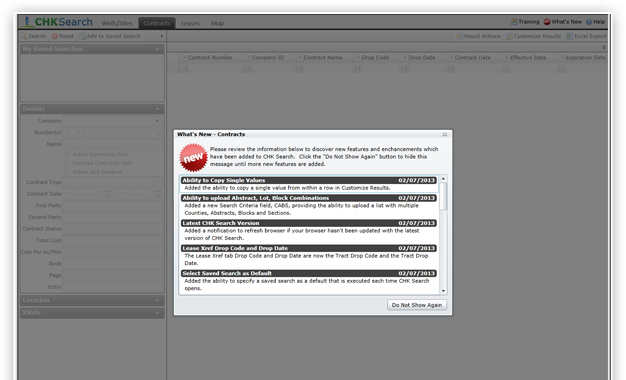 CHKSearch Wells/Sites Contracts Leases Map Training What's New Help
Search Reset Add to Saved Search Result Actions Customize Results Excel Export
My Saved Searches
Contract Number Company ID Contract Name Drop Code Drop Date Contract Date Effective Date Expiration Date
Details
Company
Number(s)
Name
Active Contracts Only
Inactive Contracts Only
Active and Inactive
Contract Type
Contract Date
First Party
Second Party
Contract Status
Total Cost
Cost Per Ac/Mile
Book
Page
Entry
Location
XRefs
What's New - Contracts
new
Please review the information below to discover new features and enchancements which
have been added to CHK Search. Click the "Do Not Show Again" button to hide this
message until more new features are added.
Ability to Copy Single Values 02/07/2013
Added the ability to copy a single value from within a row in Customize Results.
Ability to upload Abstract, Lot, Block Combinations 02/07/2013
Added a new Search Criteria field, CABS, providing the ability to upload a list with multiple
Counties, Abstracts, Blocks and Sections.
Latest CHK Search Version 02/07/2013
Added a notification to refresh browser if your browser hasn't been updated with the latest
version of CHK Search.
Lease Xref Drop Code and Drop Date 02/07/2013
The Lease Xref tab Drop Code and Drop Date are now the Tract Drop Code and the Tract Drop
Date.
Select Saved Search as Default 02/07/2013
Added the ability to specify a saved search as a default that is executed each time CHK Search
opens.
Do Not Show Again